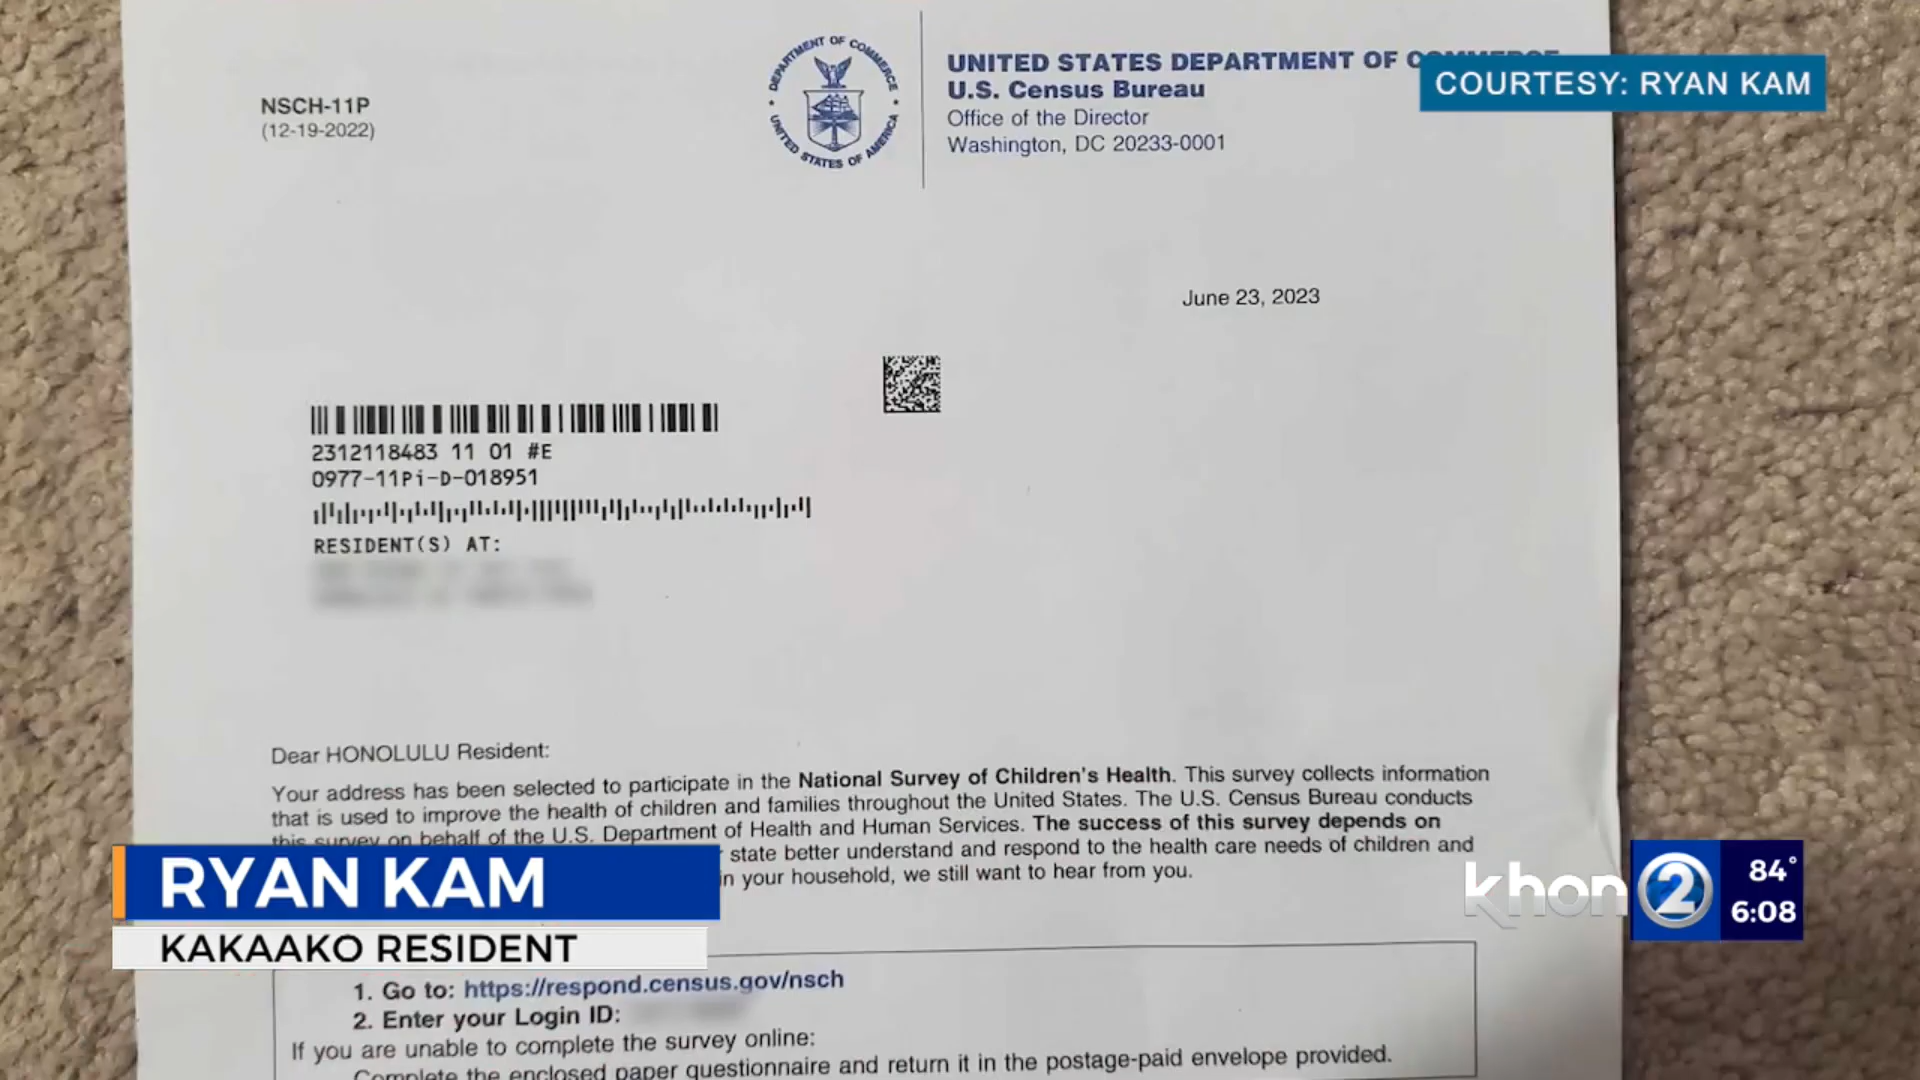 NSCH-11P
(12-19-2022)
DEPARTMENT OF COMMERCE
UNITED STATES OF AMERICA
UNITED STATES DEPARTMENT OF COMMERCE
U.S. Census Bureau
Office of the Director
Washington, DC 20233-0001
COURTESY: RYAN KAM
June 23, 2023
2312118483 11 01 #E
0977-11Pi-D-018951
RESIDENT(S) AT:
Dear HONOLULU Resident:
Your address has been selected to participate in the National Survey of Children's Health. This survey collects information
that is used to improve the health of children and families throughout the United States. The U.S. Census Bureau conducts
this survey on behalf of the U.S. Department of Health and Human Services. The success of this survey depends on
state better understand and respond to the health care needs of children and
in your household, we still want to hear from you.
RYAN KAM
KAKAAKO RESIDENT
khon 2
84°
6:08
1. Go to: https://respond.census.gov/nsch
2. Enter your Login ID:
If you are unable to complete the survey online:
Complete the enclosed paper questionnaire and return it in the postage-paid envelope provided.